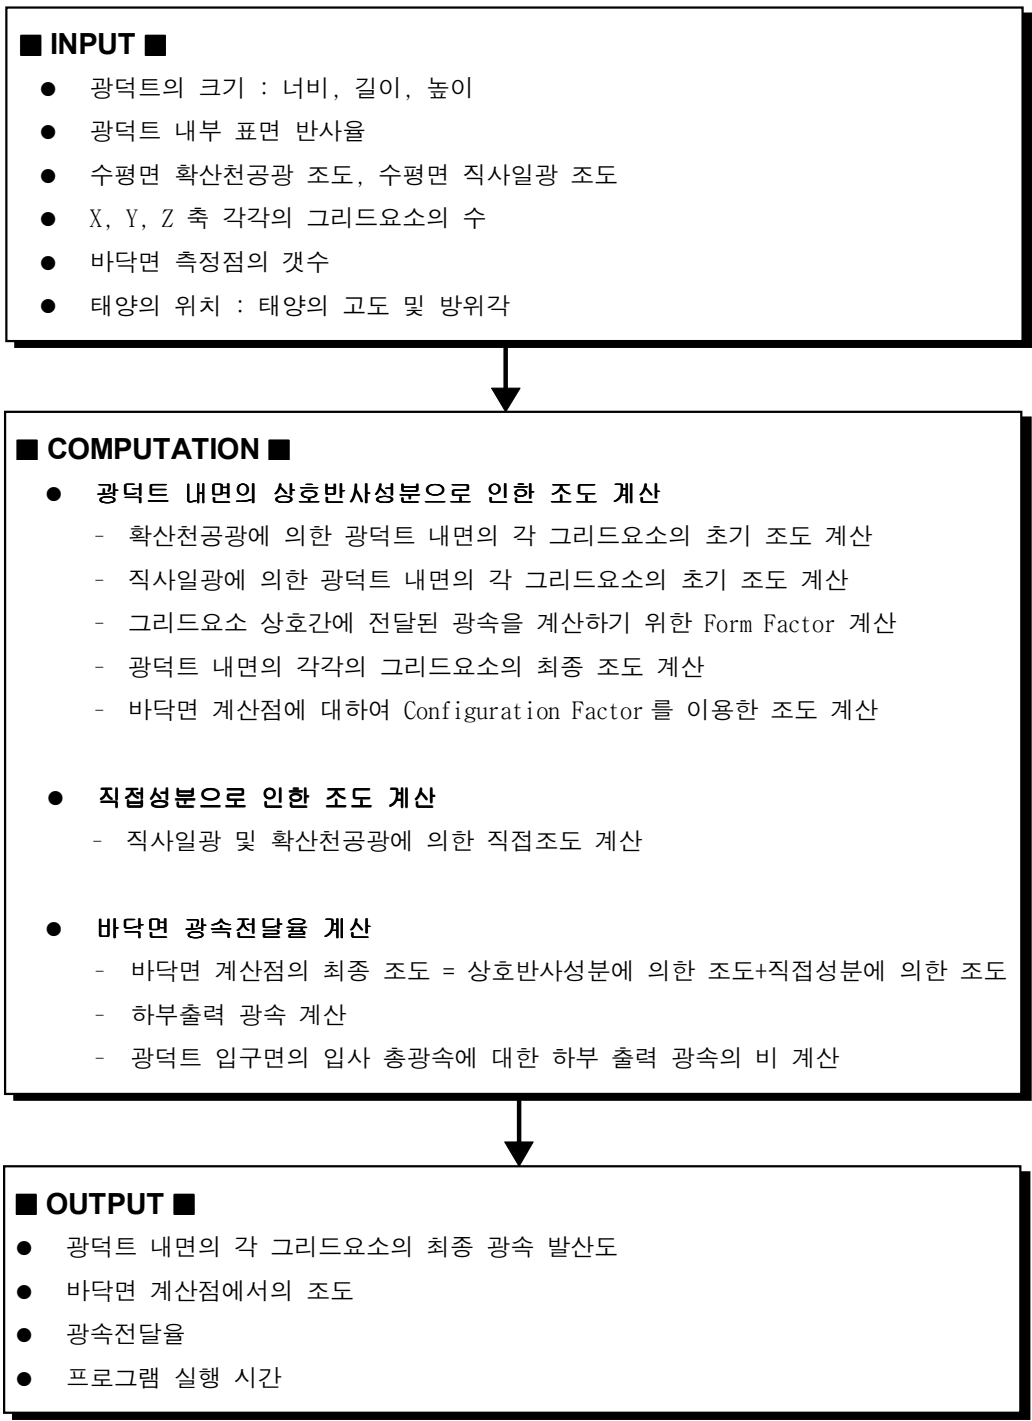 ■ INPUT ■
● 광덕트의 크기 : 너비, 길이, 높이
● 광덕트 내부 표면 반사율
● 수평면 확산천공광 조도, 수평면 직사일광 조도
● X, Y, Z 축 각각의 그리드요소의 수
● 바닥면 측정점의 갯수
● 태양의 위치 : 태양의 고도 및 방위각
■ COMPUTATION ■
● 광덕트 내면의 상호반사성분으로 인한 조도 계산
- 확산천공광에 의한 광덕트 내면의 각 그리드요소의 초기 조도 계산
- 직사일광에 의한 광덕트 내면의 각 그리드요소의 초기 조도 계산
- 그리드요소 상호간에 전달된 광속을 계산하기 위한 Form Factor 계산
- 광덕트 내면의 각각의 그리드요소의 최종 조도 계산
- 바닥면 계산점에 대하여 Configuration Factor를 이용한 조도 계산
● 직접성분으로 인한 조도 계산
- 직사일광 및 확산천공광에 의한 직접조도 계산
● 바닥면 광속전달율 계산
- 바닥면 계산점의 최종 조도 = 상호반사성분에 의한 조도+직접성분에 의한 조도
- 하부출력 광속 계산
- 광덕트 입구면의 입사 총광속에 대한 하부 출력 광속의 비 계산
■ OUTPUT ■
● 광덕트 내면의 각 그리드요소의 최종 광속 발산도
● 바닥면 계산점에서의 조도
● 광속전달율
● 프로그램 실행 시간